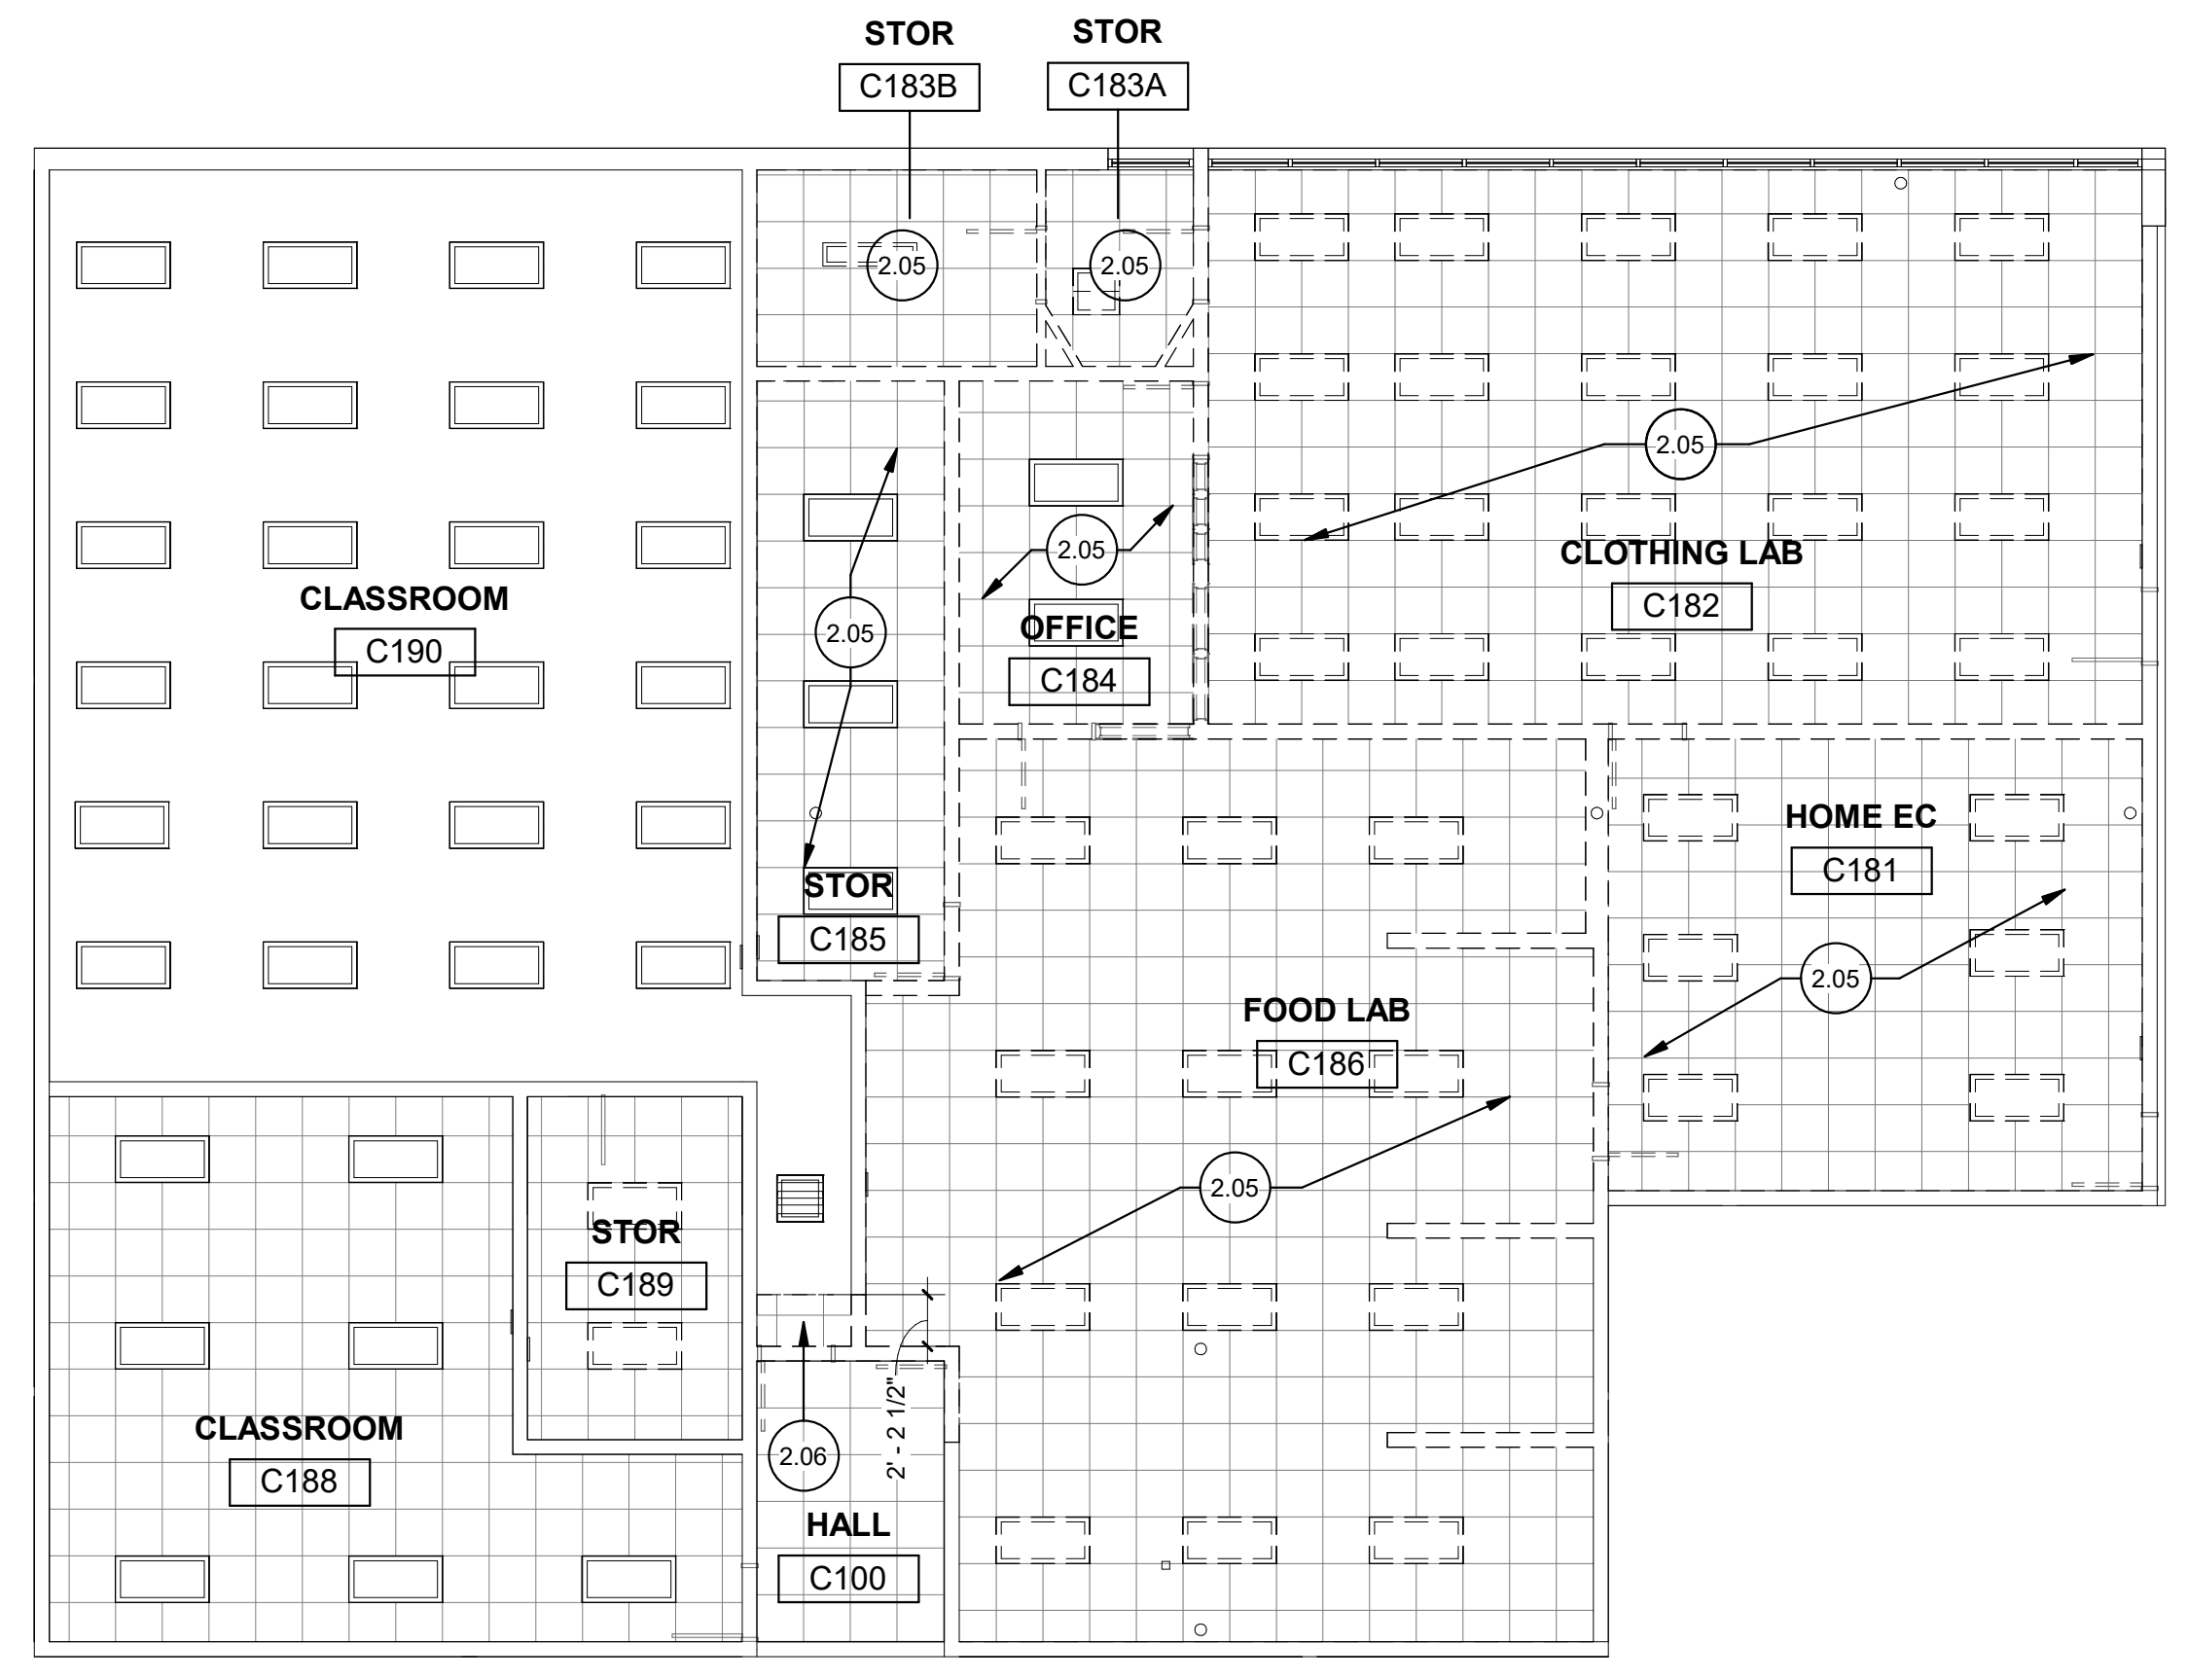 STOR
C183B
STOR
C183A
2.05
2.05
2.05
CLOTHING LAB
C182
2.05
OFFICE
C184
CLASSROOM
C190
2.05
STOR
C185
HOME EC
C181
2.05
FOOD LAB
C186
2.05
STOR
C189
2' - 2 1/2"
CLASSROOM
C188
2.06
HALL
C100